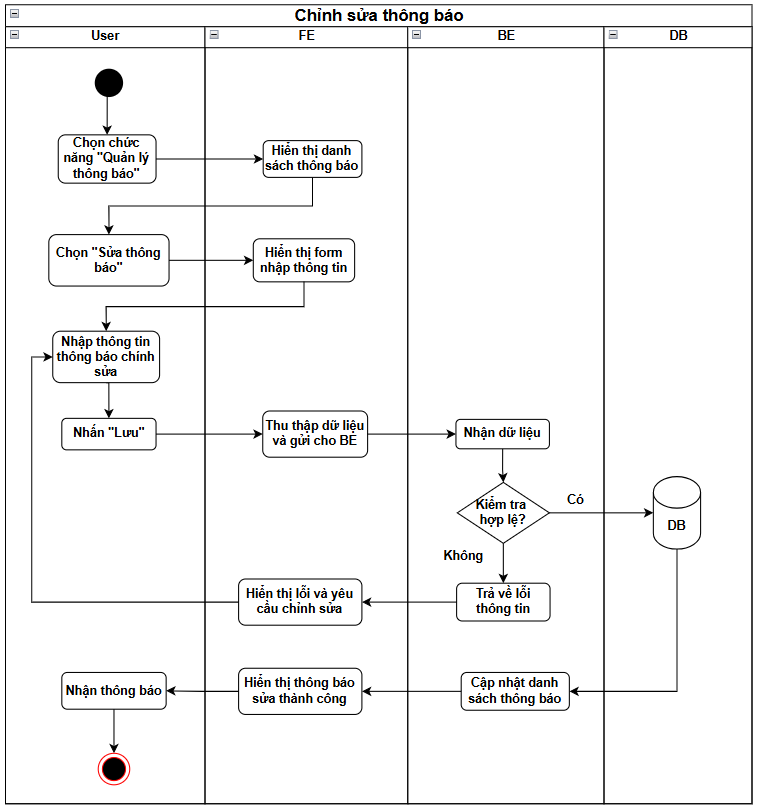 Chỉnh sửa thông báo
User
FE
BE
DB
Chọn chức
năng "Quản lý
thông báo"
Hiển thị danh
sách thông báo
Chọn "Sửa thông
báo"
Hiển thị form
nhập thông tin
Nhập thông tin
thông báo chỉnh
sửa
Nhấn "Lưu"
Thu thập dữ liệu
và gửi cho BE
Nhận dữ liệu
Kiểm tra
hợp lệ?
Có
DB
Không
Trả về lỗi
thông tin
Hiển thị lỗi và yêu
cầu chỉnh sửa
Cập nhật danh
sách thông báo
Hiển thị thông báo
sửa thành công
Nhận thông báo